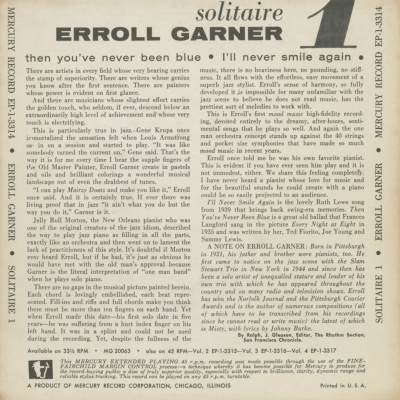 solitaire
ERROLL GARNER
1
then you've never been blue • I'll never smile again •
There are artists in every field whose very bearing carries
the stamp of superiority. There are writers whose genius
you know after the first sentence. There are painters
whose power is evident on first glance.
And there are musicians whose slightest effort carries
the golden touch, who seldom, if ever, descend below an
extraordinarily high level of achievement and whose very
touch is electrifying.
This is particularly true in jazz. Gene Krupa once
immortalized the sensation felt when Louis Armstrong
sat in on a session and started to play. "It was like
somebody turned the current on," Gene said. That's the
way it is for me every time I hear the supple fingers of
the Old Master Painter, Erroll Garner create in pastels
and oils and brilliant colorings a wonderful musical
landscape out of even the drabbest of tunes.
"I can play Mairzy Doats and make you like it," Erroll
once said. And it is certainly true. If ever there was
living proof that in jazz "it ain't what you do but the
way you do it," Garner is it.
Jelly Roll Morton, the New Orleans pianist who was
one of the original creators of the jazz idiom, described
the way to play jazz piano as filling in all the parts,
exactly like an orchestra and then went on to lament the
lack of practitioners of this style. It's doubtful if Morton
ever heard Erroll, but if he had, it's just as obvious he
would have met with the old man's approval because
Garner is the literal interpretation of "one man band"
when he plays solo piano.
There are no gaps in the musical picture painted herein.
Each chord is lovingly embellished, each beat repre-
sented. Fill-ins and riffs and full chords make you think
there must be more than ten fingers on each hand. Yet
when Erroll made this date—his first solo date in five
years—he was suffering from a hurt index finger on his
left hand. It was in a splint and could not be used
during the recording. Yet, despite the fullness of the
music, there is no heaviness here, no pounding, no stiff-
ness. It all flows with the effortless, easy movement of a
superb jazz stylist. Erroll's sense of harmony, so fully
developed it is impossible for many unfamiliar with the
jazz scene to believe he does not read music, has the
prettiest sort of melodies to work with.
This is Erroll's first mood music high-fidelity record-
ing, devoted entirely to the dreamy, after-hours, senti-
mental songs that he plays so well. And again the one
man orchestra concept stands up against the 40 strings
and pocket size symphonies that have made so much
mood music in recent years.
Erroll once told me he was his own favorite pianist.
This is evident if you have ever seen him play and it is
not immodest, either. We share this feeling completely.
I have never heard a pianist whose love for music and
for the beautiful sounds he could create with a piano
could be so easily projected to an audience.
I'll Never Smile Again is the lovely Ruth Lowe song
from 1939 that brings back swing-era memories. Then
You've Never Been Blue is a great old ballad that Frances
Langford sang in the picture Every Night at Eight in
1935 and was written by her, Ted Fiorito, Joe Young and
Sammy Lewis.
A NOTE ON ERROLL GARNER: Born in Pittsburgh
in 1921, his father and brother were pianists, too. He
first came to notice on the jazz scene with the Slam
Stewart Trio in New York in 1944 and since then has
been a solo artist of unequalled stature and leader of his
own trio with which he has appeared throughout the
country and on many radio and television shows. Erroll
has won the Norfolk Journal and the Pittsburgh Courier
Awards and is the author of numerous compositions (all
of which have to be transcribed from his recordings
since he cannot read or write music) the latest of which
is Misty, with lyrics by Johnny Burke.
By Ralph, J. Gleason, Editor, The Rhythm Section,
San Francisco Chronicle.
Available on 33⅓ RPM • MG 20063 • also on 45 RPM—Vol. 2 EP-1-3315—Vol. 3 EP-1-3316—Vol. 4 EP-1-3317
This MERCURY EXTENDED PLAYING 45 r.p.m. recording was made possible through the use of the FINE-
FAIRCHILD MARGIN CONTROL process—a technique whereby it has become possible for Mercury to produce for
the record-buying public a disc of truly superior quality, especially with respect to brilliance, clarity, dynamic range and
reliable stylus tracking. This record can be played on any 45 r.p.m. turntable.
A PRODUCT OF MERCURY RECORD CORPORATION, CHICAGO, ILLINOIS
Printed in U. S. A.
MERCURY RECORD EP-1-3314 • ERROLL GARNER • SOLITAIRE 1
MERCURY RECORD EP-1-3314 • ERROLL GARNER • SOLITAIRE 1